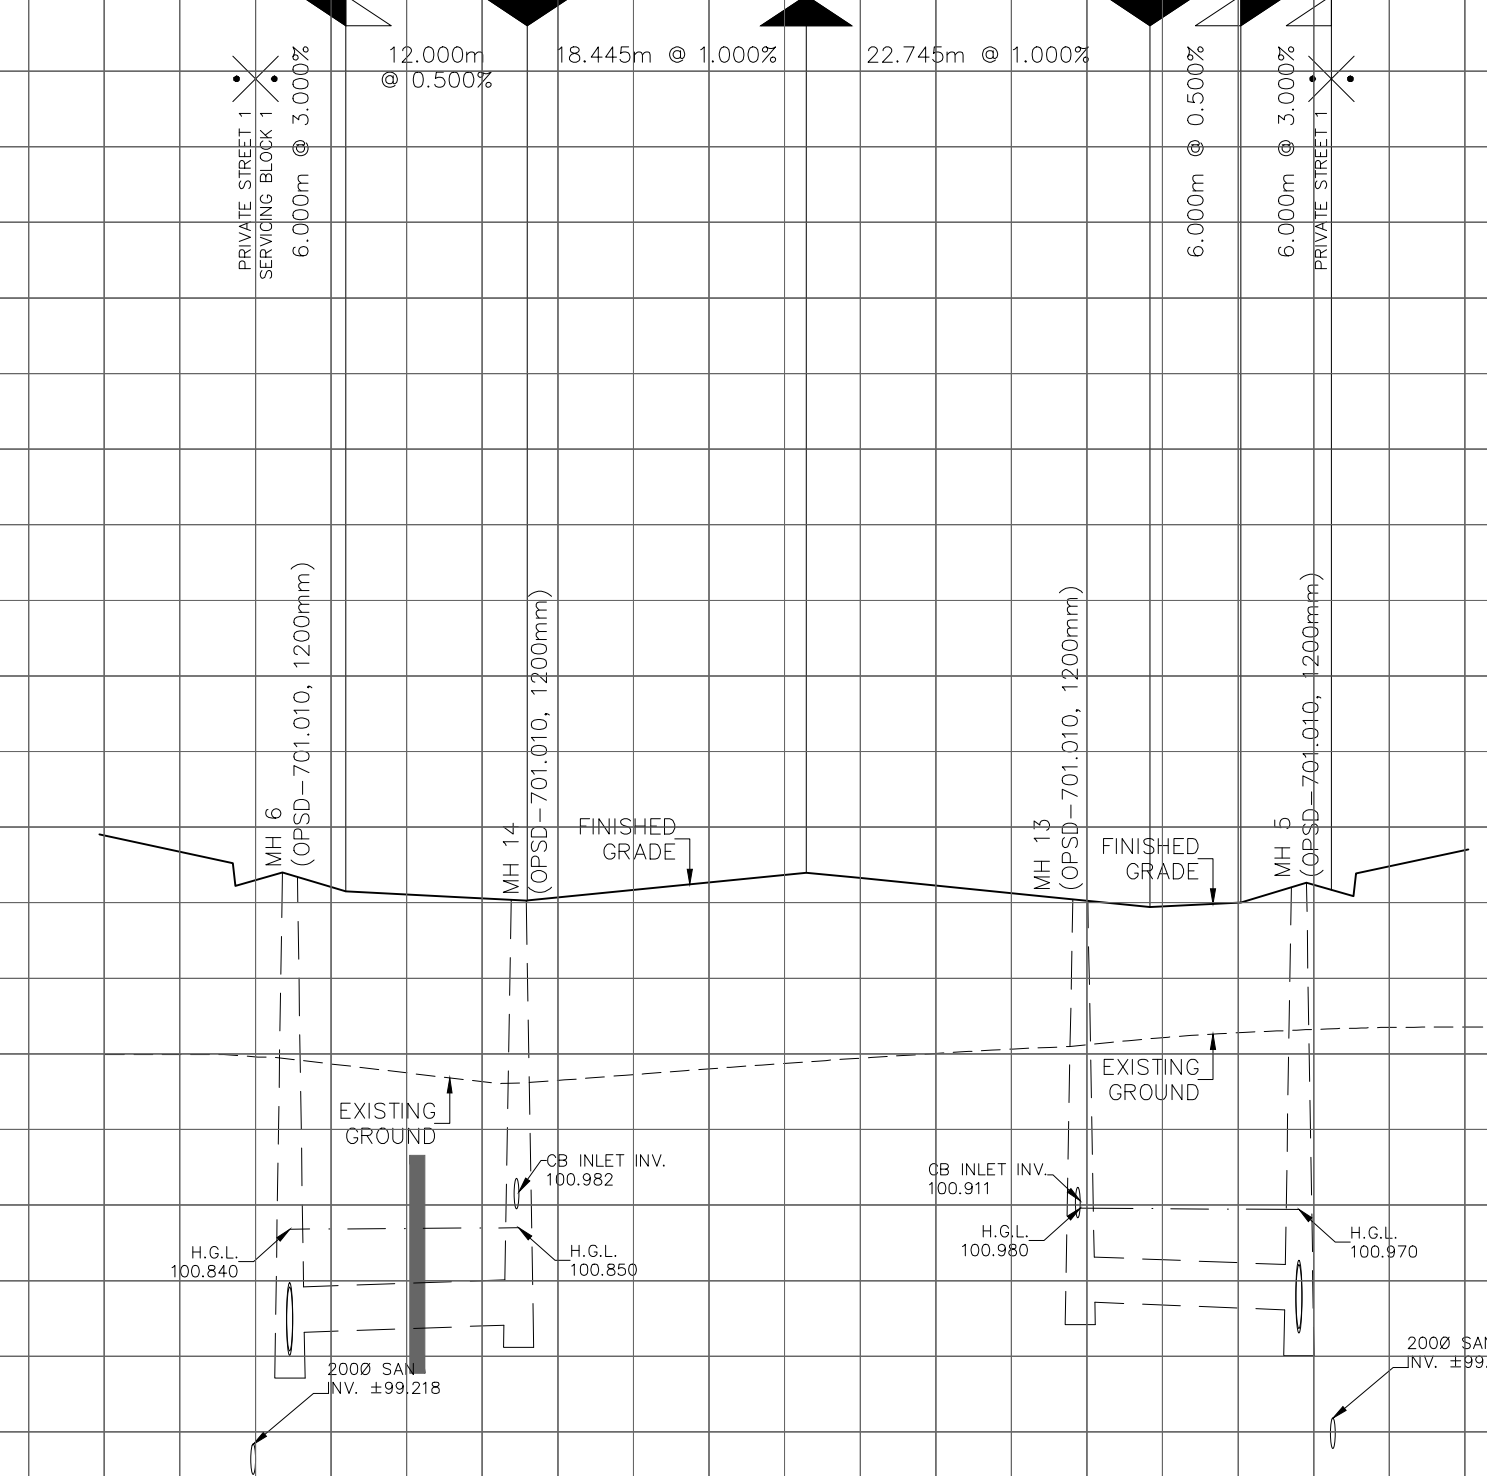 12.000m
@ 0.500%
18.445m @ 1.000%
22.745m @ 1.000%
PRIVATE STREET 1
SERVICING BLOCK 1
6.000m @ 3.000%
6.000m @ 0.500%
6.000m @ 3.000%
PRIVATE STREET 1
MH 6
(OPSD-701.010, 1200mm)
MH 14
(OPSD-701.010, 1200mm)
FINISHED
GRADE
MH 13
(OPSD-701.010, 1200mm)
FINISHED
GRADE
MH 5
(OPSD-701.010, 1200mm)
EXISTING
GROUND
EXISTING
GROUND
CB INLET INV.
100.982
CB INLET INV.
100.911
H.G.L.
100.840
H.G.L.
100.850
H.G.L.
100.980
H.G.L.
100.970
200Ø SAN
INV. ±99.218
200Ø SAN
INV. ±99.